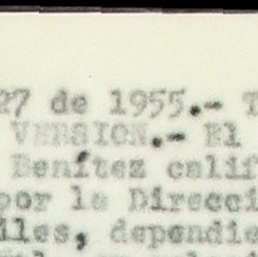 27 de 1955.- T
VERSION.- El
Benítez calif
por la Direcci
iles, dependie